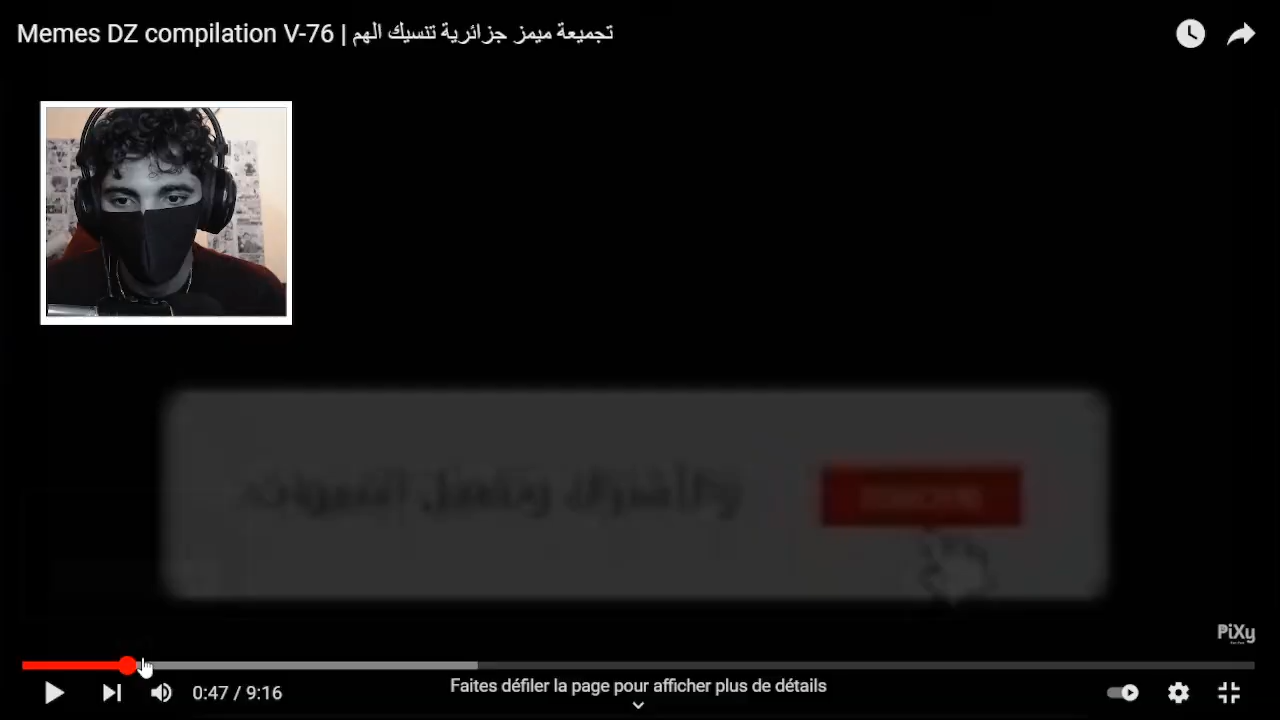 Memes DZ compilation V-76 | تجميعة ميمز جزائرية تنسيك الهم
PiXy
0:47 / 9:16
Faites défiler la page pour afficher plus de détails